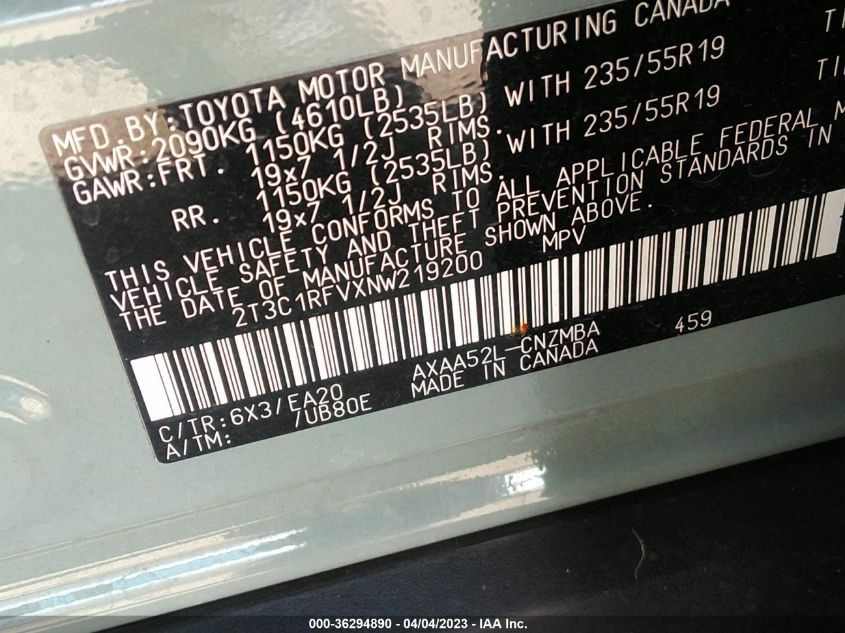 MFD.BY:TOYOTA MOTOR MANUFACTURING CANADA
GVWR:2090KG (4610LB)
GAWR:FRT. 1150KG (2535LB) WITH 235/55R19
19x7 1/2J RIMS.
RR. 1150KG (2535LB) WITH 235/55R19
19x7 1/2J RIMS.
THIS VEHICLE CONFORMS TO ALL APPLICABLE FEDERAL
VEHICLE SAFETY AND THEFT PREVENTION STANDARDS IN
THE DATE OF MANUFACTURE SHOWN ABOVE.
2T3C1RFVXNW219200 MPV
C/TR:6X3/EA20 AXAA52L-CNZMBA 459
A/TM: /UB80E MADE IN CANADA
000-36294890 - 04/04/2023 - IAA Inc.